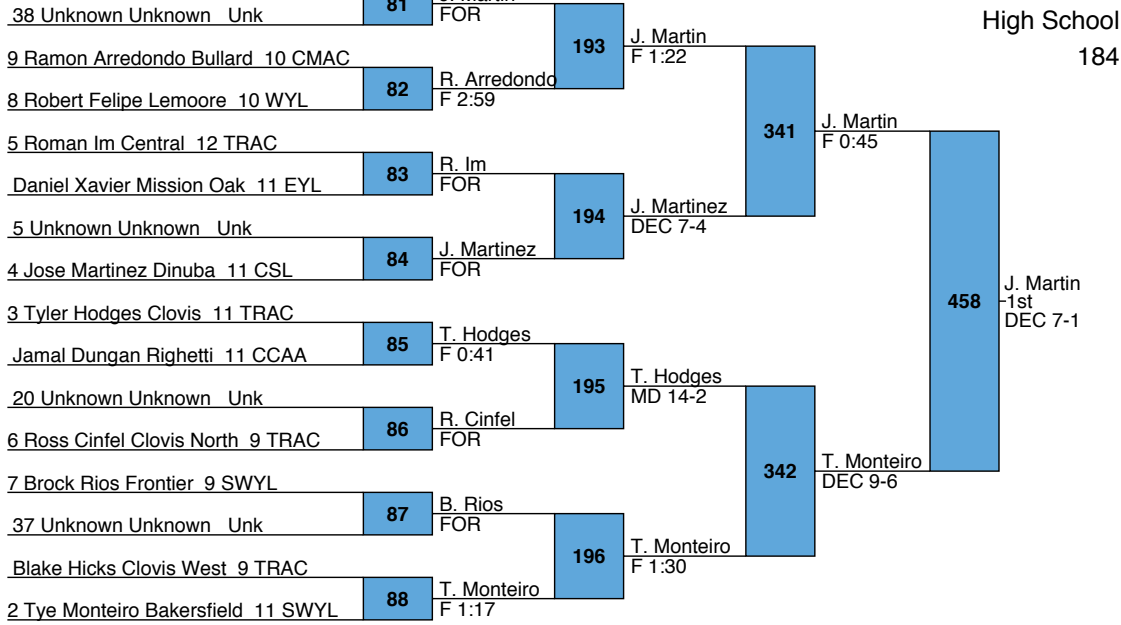 81
J. Martin
38 Unknown Unknown Unk
FOR
High School
184
193
J. Martin
F 1:22
9 Ramon Arredondo Bullard 10 CMAC
82
R. Arredondo
F 2:59
8 Robert Felipe Lemoore 10 WYL
341
J. Martin
F 0:45
5 Roman Im Central 12 TRAC
83
R. Im
FOR
Daniel Xavier Mission Oak 11 EYL
194
J. Martinez
DEC 7-4
5 Unknown Unknown Unk
84
J. Martinez
FOR
4 Jose Martinez Dinuba 11 CSL
458
J. Martin
1st
DEC 7-1
3 Tyler Hodges Clovis 11 TRAC
85
T. Hodges
F 0:41
Jamal Dungan Righetti 11 CCAA
195
T. Hodges
MD 14-2
20 Unknown Unknown Unk
86
R. Cinfel
FOR
6 Ross Cinfel Clovis North 9 TRAC
342
T. Monteiro
DEC 9-6
7 Brock Rios Frontier 9 SWYL
87
B. Rios
FOR
37 Unknown Unknown Unk
196
T. Monteiro
F 1:30
Blake Hicks Clovis West 9 TRAC
88
T. Monteiro
F 1:17
2 Tye Monteiro Bakersfield 11 SWYL